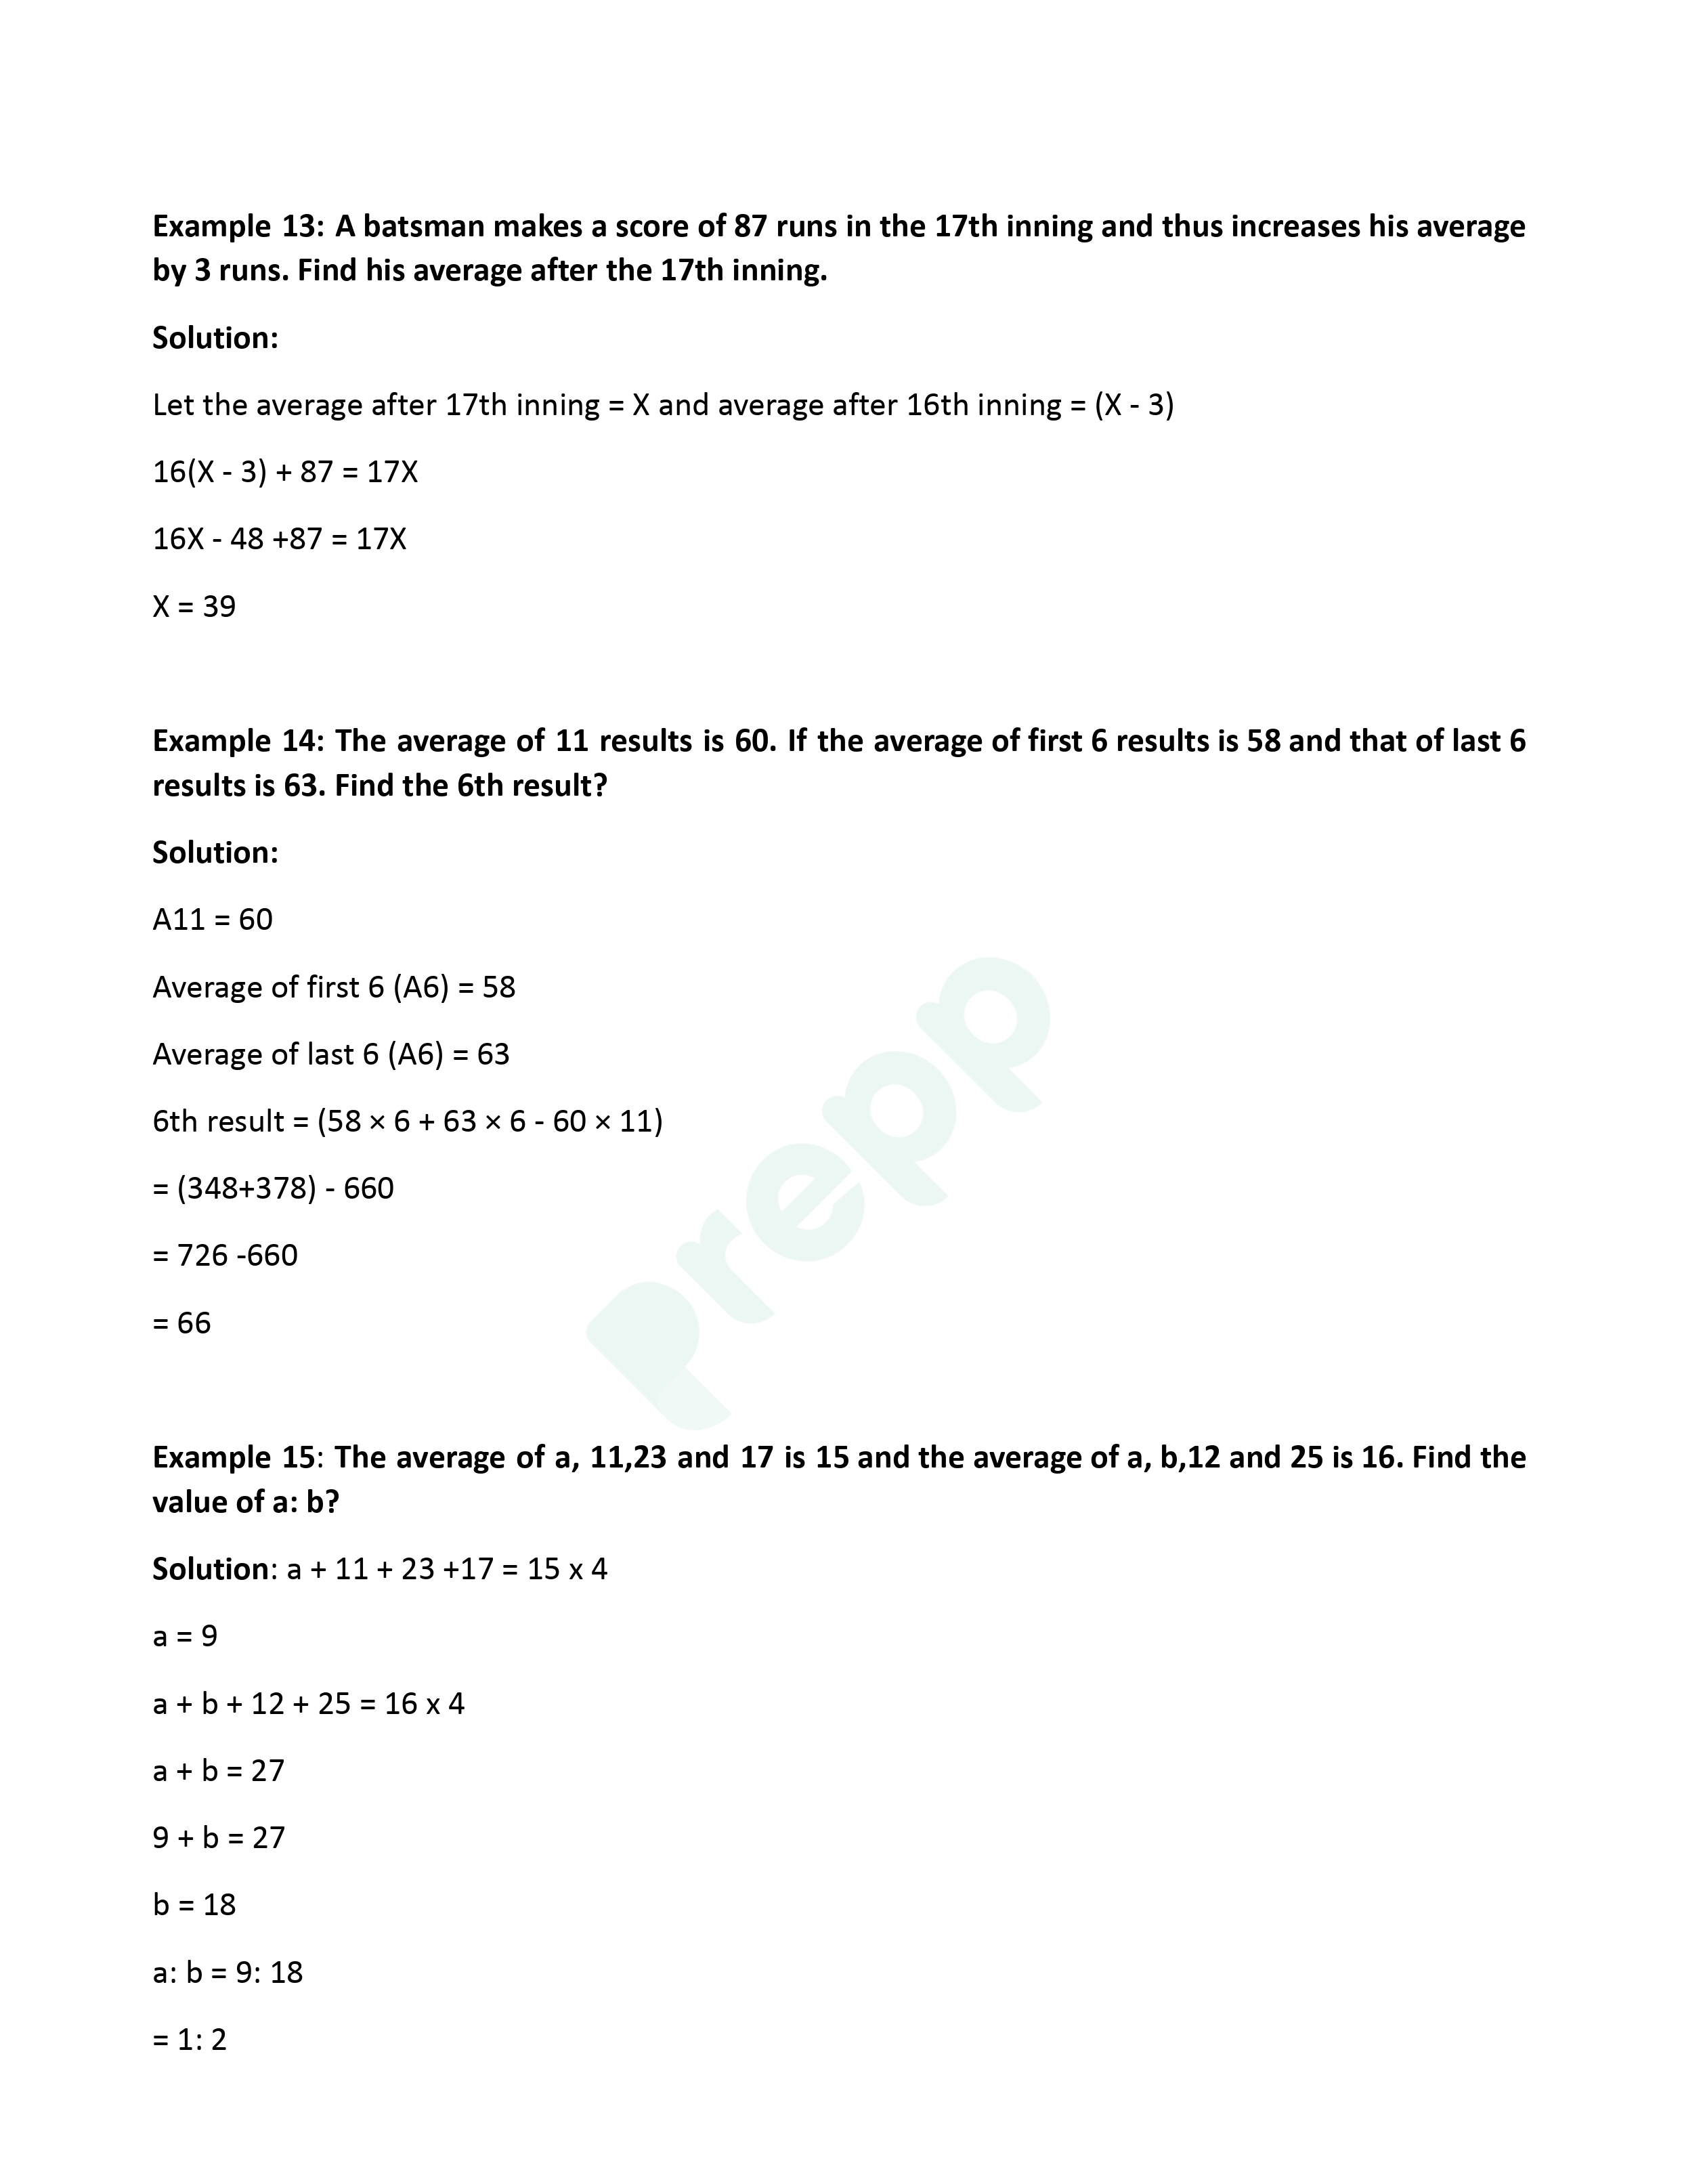 Example 13: A batsman makes a score of 87 runs in the 17th inning and thus increases his average
by 3 runs. Find his average after the 17th inning.
Solution:
Let the average after 17th inning = X and average after 16th inning = (X - 3)
16(X - 3) + 87 = 17X
16X - 48 +87 = 17X
X = 39
Example 14: The average of 11 results is 60. If the average of first 6 results is 58 and that of last 6
results is 63. Find the 6th result?
Solution:
A11 = 60
Average of first 6 (A6) = 58
Average of last 6 (A6) = 63
6th result = (58 × 6 + 63 × 6 - 60 × 11)
= (348+378) - 660
= 726 -660
= 66
prepp
Example 15: The average of a, 11,23 and 17 is 15 and the average of a, b,12 and 25 is 16. Find the
value of a: b?
Solution: a + 11 + 23 +17 = 15 x 4
a = 9
a + b + 12 + 25 = 16 x 4
a + b = 27
9 + b = 27
b = 18
a: b = 9: 18
= 1: 2